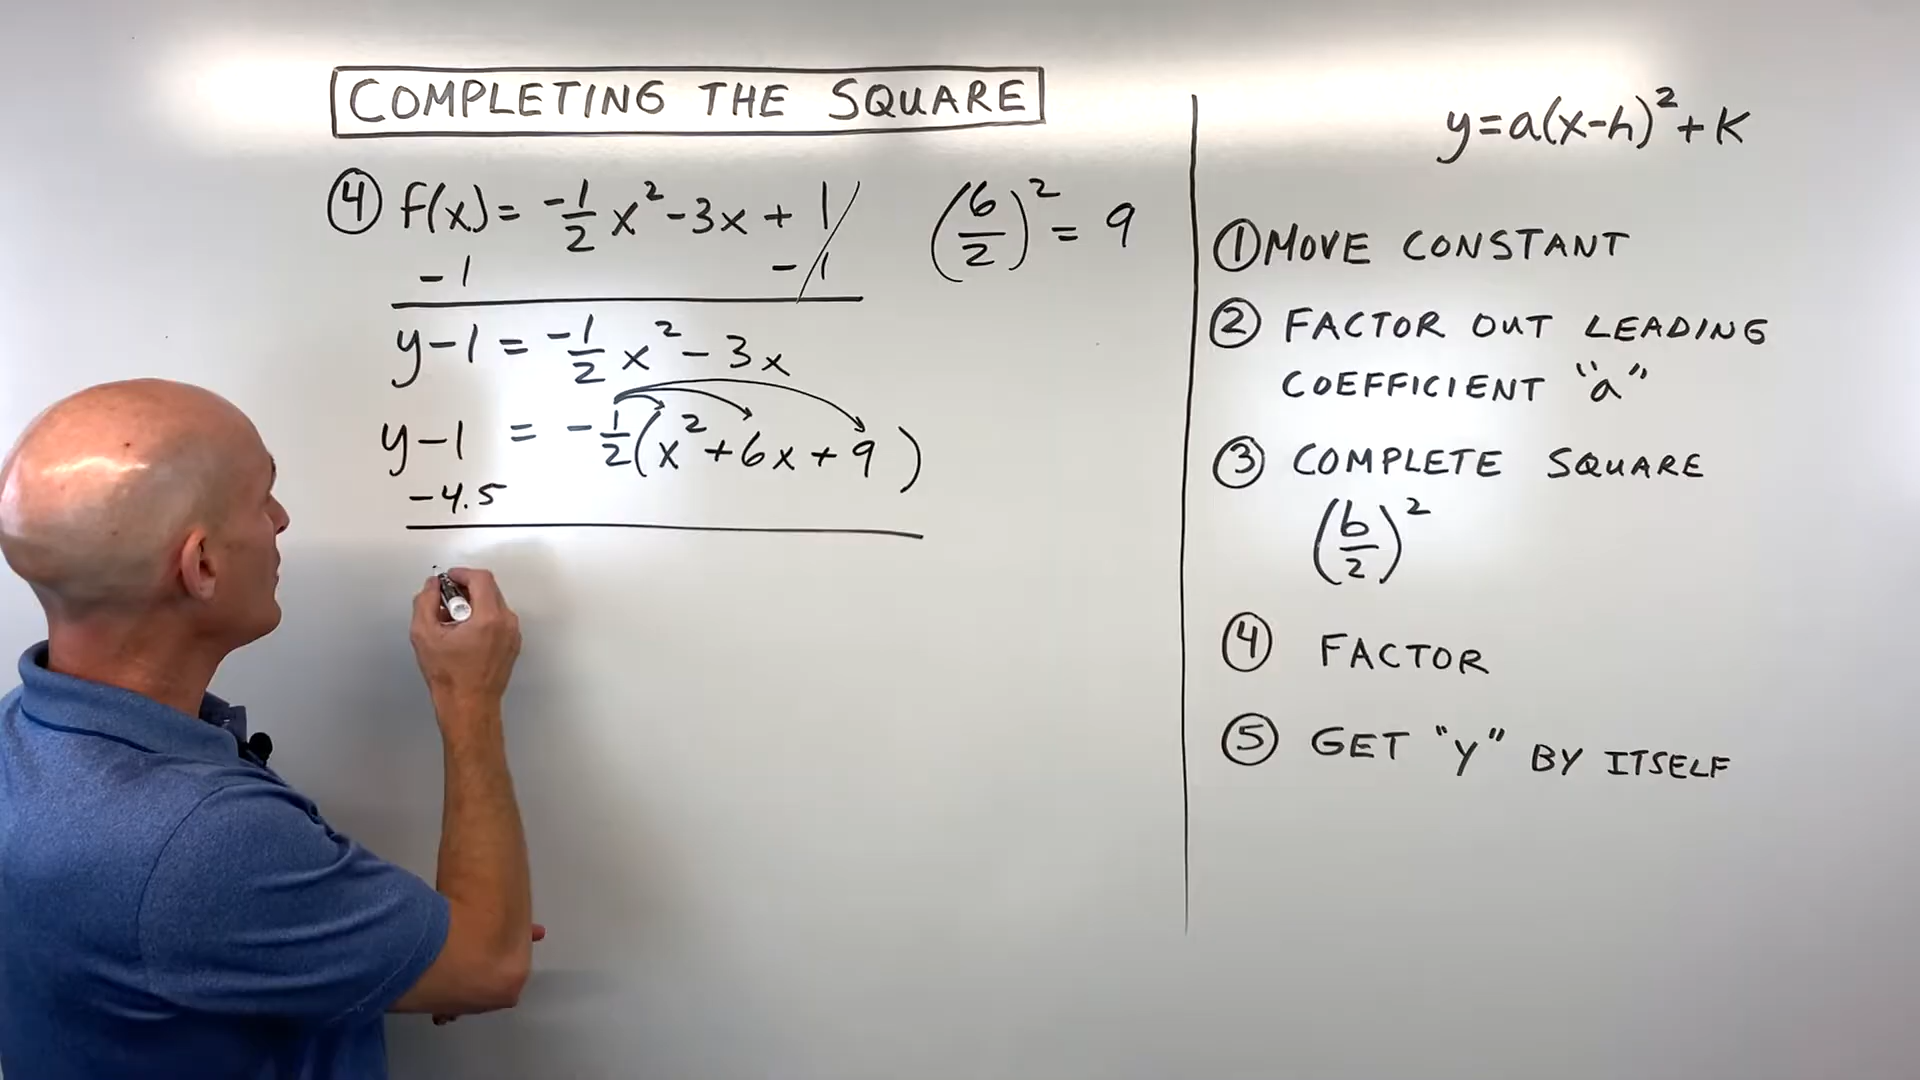 COMPLETING THE SQUARE
④ f(x) = -1/2 x² - 3x + 1
-1 -1
(6/2)² = 9
y-1 = -1/2 x² - 3x
y-1 = -1/2(x² + 6x + 9 )
-4.5
y=a(x-h)²+k
① MOVE CONSTANT
② FACTOR OUT LEADING
COEFFICIENT "a"
③ COMPLETE SQUARE
(b/2)²
④ FACTOR
⑤ GET "y" BY ITSELF